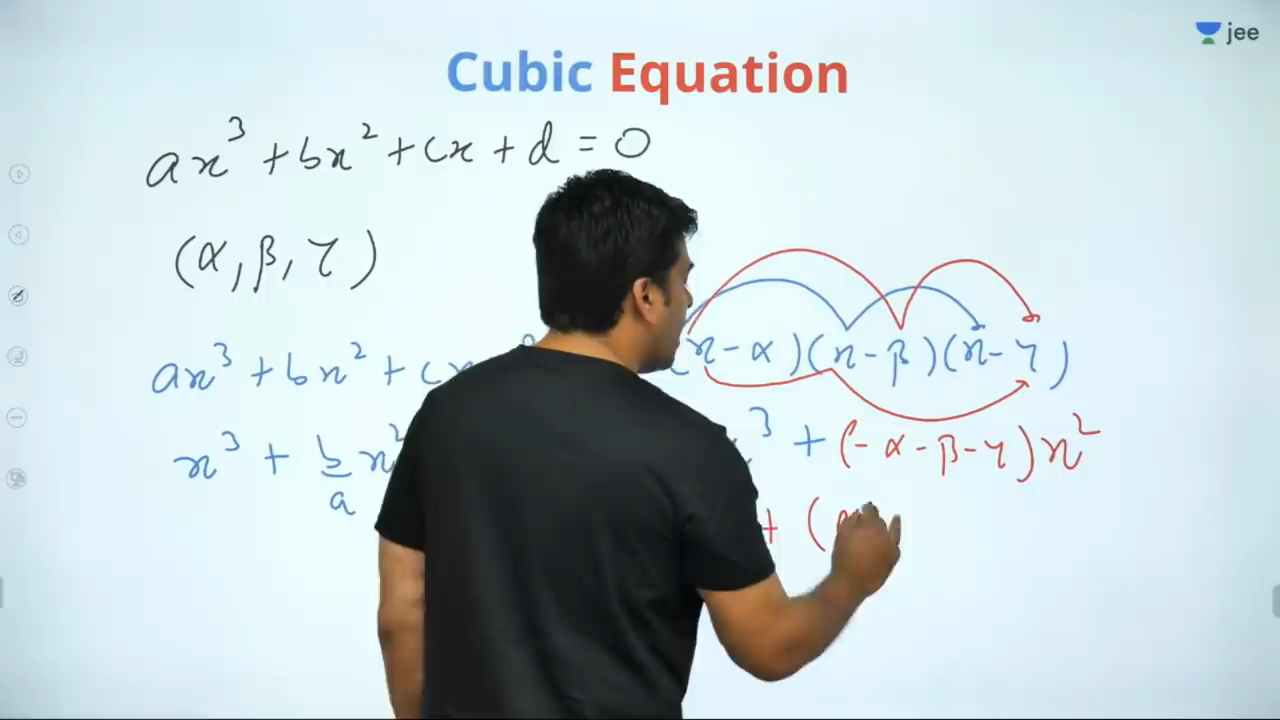 jee
Cubic Equation
ax³ + bx² + cx + d = 0
(α, β, γ)
ax³ + bx² + cx (x - α)(x - β)(x - γ)
x³ + b/a x² ³ + (-α - β - γ)x²
+ (